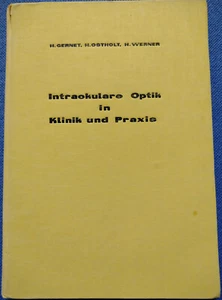 H. GERNET, H. OSTHOLT, H. WERNER
Intraokulare Optik
in
Klinik und Praxis